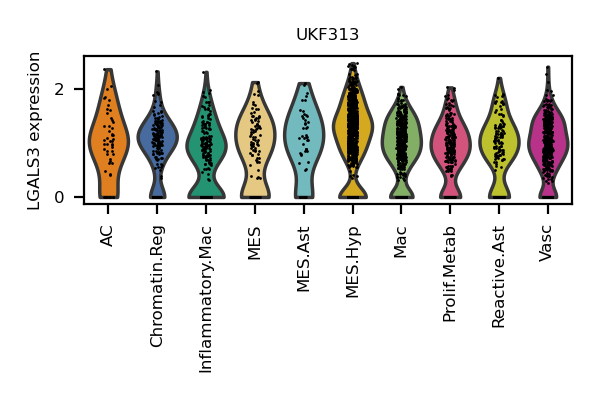 UKF313
LGALS3 expression
2
0
AC
Chromatin.Reg
Inflammatory.Mac
MES
MES.Ast
MES.Hyp
Mac
Prolif.Metab
Reactive.Ast
Vasc